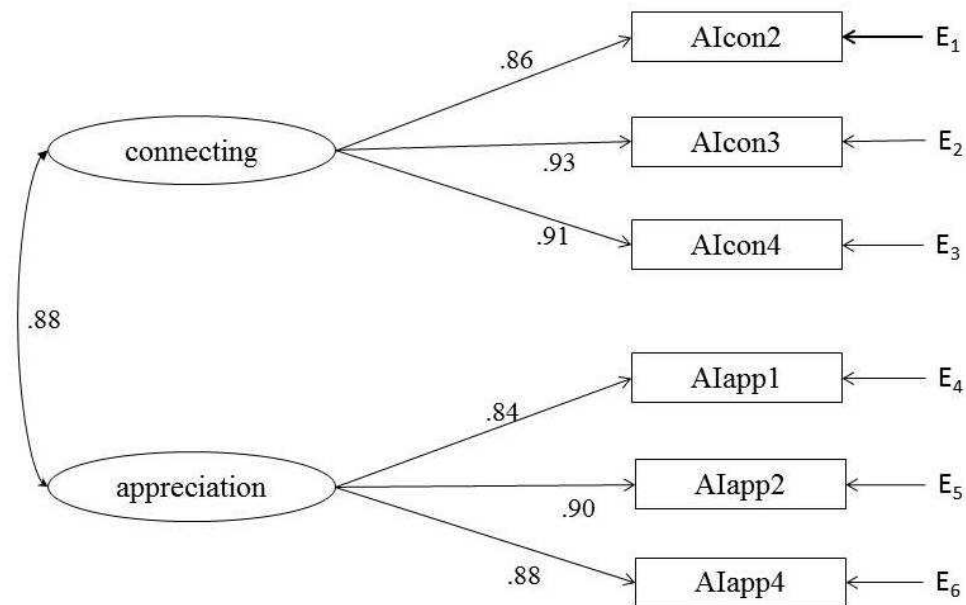 AIcon2
E1
.86
connecting
AIcon3
E2
.93
AIcon4
E3
.91
.88
AIapp1
E4
.84
appreciation
AIapp2
E5
.90
AIapp4
E6
.88